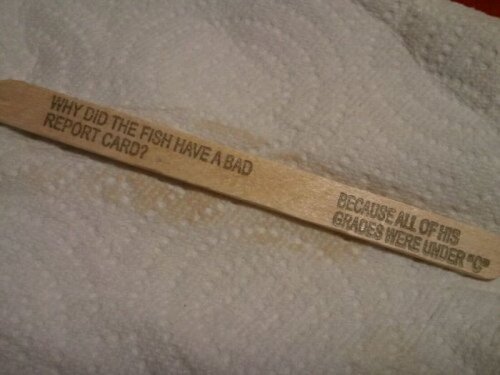 WHY DID THE FISH HAVE A BAD
REPORT CARD?
BECAUSE ALL OF HIS
GRADES WERE UNDER "C"